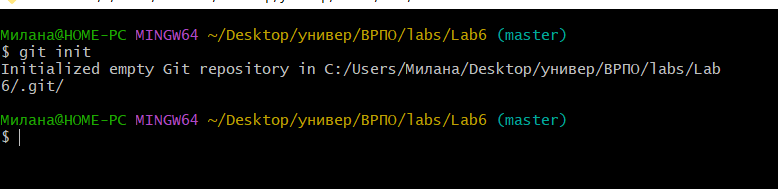 Милана@HOME-PC MINGW64 ~/Desktop/универ/ВРПО/labs/Lab6 (master)
$ git init
Initialized empty Git repository in C:/Users/Милана/Desktop/универ/ВРПО/labs/Lab
6/.git/
Милана@HOME-PC MINGW64 ~/Desktop/универ/ВРПО/labs/Lab6 (master)
$